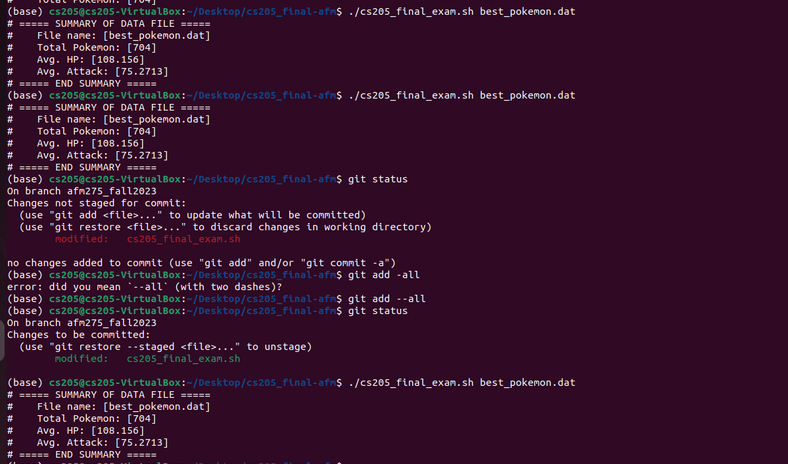 #    Total Pokemon: [704]
(base) cs205@cs205-VirtualBox:~/Desktop/cs205_final-afm$ ./cs205_final_exam.sh best_pokemon.dat
# ===== SUMMARY OF DATA FILE =====
#    File name: [best_pokemon.dat]
#    Total Pokemon: [704]
#    Avg. HP: [108.156]
#    Avg. Attack: [75.2713]
# ===== END SUMMARY =====
(base) cs205@cs205-VirtualBox:~/Desktop/cs205_final-afm$ ./cs205_final_exam.sh best_pokemon.dat
# ===== SUMMARY OF DATA FILE =====
#    File name: [best_pokemon.dat]
#    Total Pokemon: [704]
#    Avg. HP: [108.156]
#    Avg. Attack: [75.2713]
# ===== END SUMMARY =====
(base) cs205@cs205-VirtualBox:~/Desktop/cs205_final-afm$ git status
On branch afm275_fall2023
Changes not staged for commit:
  (use "git add <file>..." to update what will be committed)
  (use "git restore <file>..." to discard changes in working directory)
        modified:   cs205_final_exam.sh

no changes added to commit (use "git add" and/or "git commit -a")
(base) cs205@cs205-VirtualBox:~/Desktop/cs205_final-afm$ git add -all
error: did you mean `--all` (with two dashes)?
(base) cs205@cs205-VirtualBox:~/Desktop/cs205_final-afm$ git add --all
(base) cs205@cs205-VirtualBox:~/Desktop/cs205_final-afm$ git status
On branch afm275_fall2023
Changes to be committed:
  (use "git restore --staged <file>..." to unstage)
        modified:   cs205_final_exam.sh

(base) cs205@cs205-VirtualBox:~/Desktop/cs205_final-afm$ ./cs205_final_exam.sh best_pokemon.dat
# ===== SUMMARY OF DATA FILE =====
#    File name: [best_pokemon.dat]
#    Total Pokemon: [704]
#    Avg. HP: [108.156]
#    Avg. Attack: [75.2713]
# ===== END SUMMARY =====